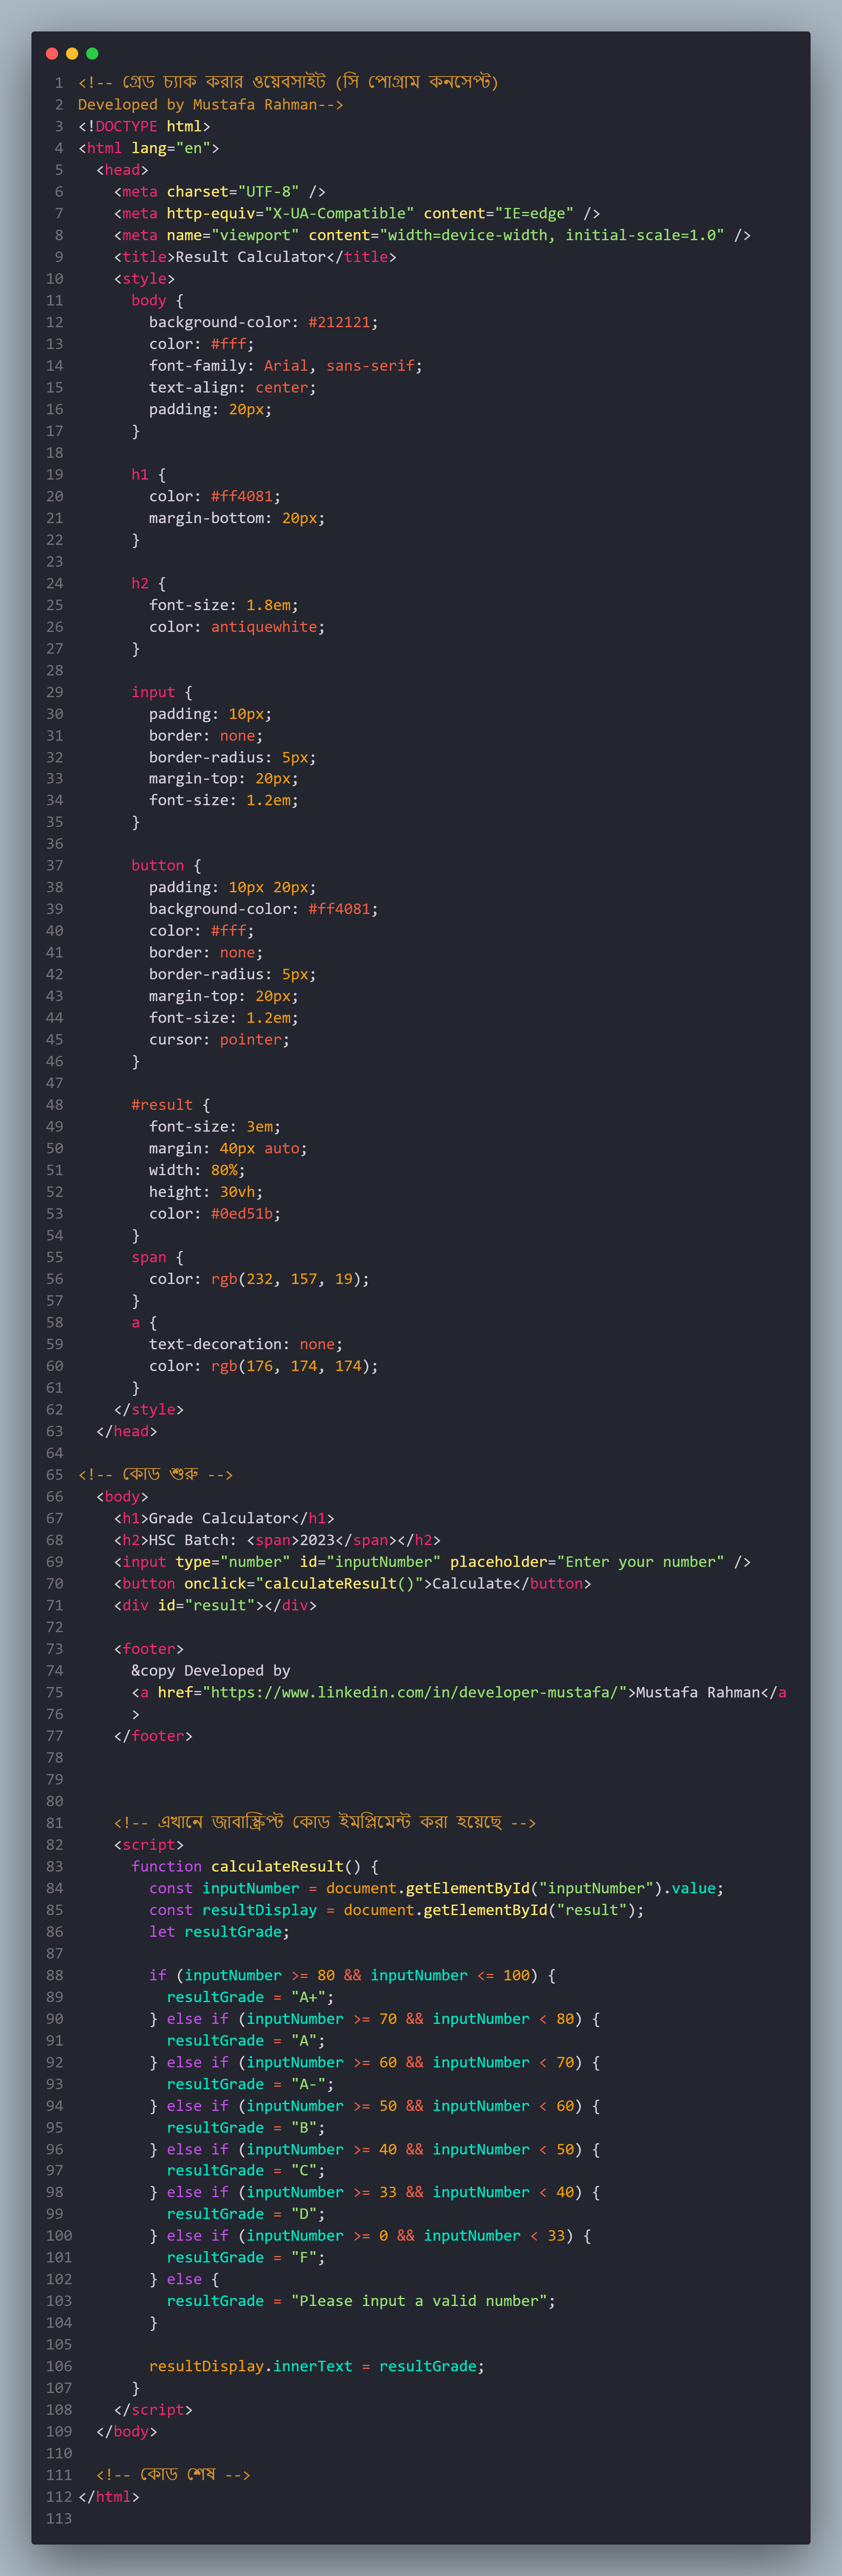 1 <!-- গ্রেড চ্যাক করার ওয়েবসাইট (সি পোগ্রাম কনসেপ্ট)
2 Developed by Mustafa Rahman-->
3 <!DOCTYPE html>
4 <html lang="en">
5   <head>
6     <meta charset="UTF-8" />
7     <meta http-equiv="X-UA-Compatible" content="IE=edge" />
8     <meta name="viewport" content="width=device-width, initial-scale=1.0" />
9     <title>Result Calculator</title>
10     <style>
11       body {
12         background-color: #212121;
13         color: #fff;
14         font-family: Arial, sans-serif;
15         text-align: center;
16         padding: 20px;
17       }
18
19       h1 {
20         color: #ff4081;
21         margin-bottom: 20px;
22       }
23
24       h2 {
25         font-size: 1.8em;
26         color: antiquewhite;
27       }
28
29       input {
30         padding: 10px;
31         border: none;
32         border-radius: 5px;
33         margin-top: 20px;
34         font-size: 1.2em;
35       }
36
37       button {
38         padding: 10px 20px;
39         background-color: #ff4081;
40         color: #fff;
41         border: none;
42         border-radius: 5px;
43         margin-top: 20px;
44         font-size: 1.2em;
45         cursor: pointer;
46       }
47
48       #result {
49         font-size: 3em;
50         margin: 40px auto;
51         width: 80%;
52         height: 30vh;
53         color: #0ed51b;
54       }
55       span {
56         color: rgb(232, 157, 19);
57       }
58       a {
59         text-decoration: none;
60         color: rgb(176, 174, 174);
61       }
62     </style>
63   </head>
64
65 <!-- কোড শুরু -->
66   <body>
67     <h1>Grade Calculator</h1>
68     <h2>HSC Batch: <span>2023</span></h2>
69     <input type="number" id="inputNumber" placeholder="Enter your number" />
70     <button onclick="calculateResult()">Calculate</button>
71     <div id="result"></div>
72
73     <footer>
74       &copy Developed by
75       <a href="https://www.linkedin.com/in/developer-mustafa/">Mustafa Rahman</a
76       >
77     </footer>
78
79
80
81     <!-- এখানে জাবাস্ক্রিপ্ট কোড ইমপ্লিমেন্ট করা হয়েছে -->
82     <script>
83       function calculateResult() {
84         const inputNumber = document.getElementById("inputNumber").value;
85         const resultDisplay = document.getElementById("result");
86         let resultGrade;
87
88         if (inputNumber >= 80 && inputNumber <= 100) {
89           resultGrade = "A+";
90         } else if (inputNumber >= 70 && inputNumber < 80) {
91           resultGrade = "A";
92         } else if (inputNumber >= 60 && inputNumber < 70) {
93           resultGrade = "A-";
94         } else if (inputNumber >= 50 && inputNumber < 60) {
95           resultGrade = "B";
96         } else if (inputNumber >= 40 && inputNumber < 50) {
97           resultGrade = "C";
98         } else if (inputNumber >= 33 && inputNumber < 40) {
99           resultGrade = "D";
100         } else if (inputNumber >= 0 && inputNumber < 33) {
101           resultGrade = "F";
102         } else {
103           resultGrade = "Please input a valid number";
104         }
105
106         resultDisplay.innerText = resultGrade;
107       }
108     </script>
109   </body>
110
111   <!-- কোড শেষ -->
112 </html>
113